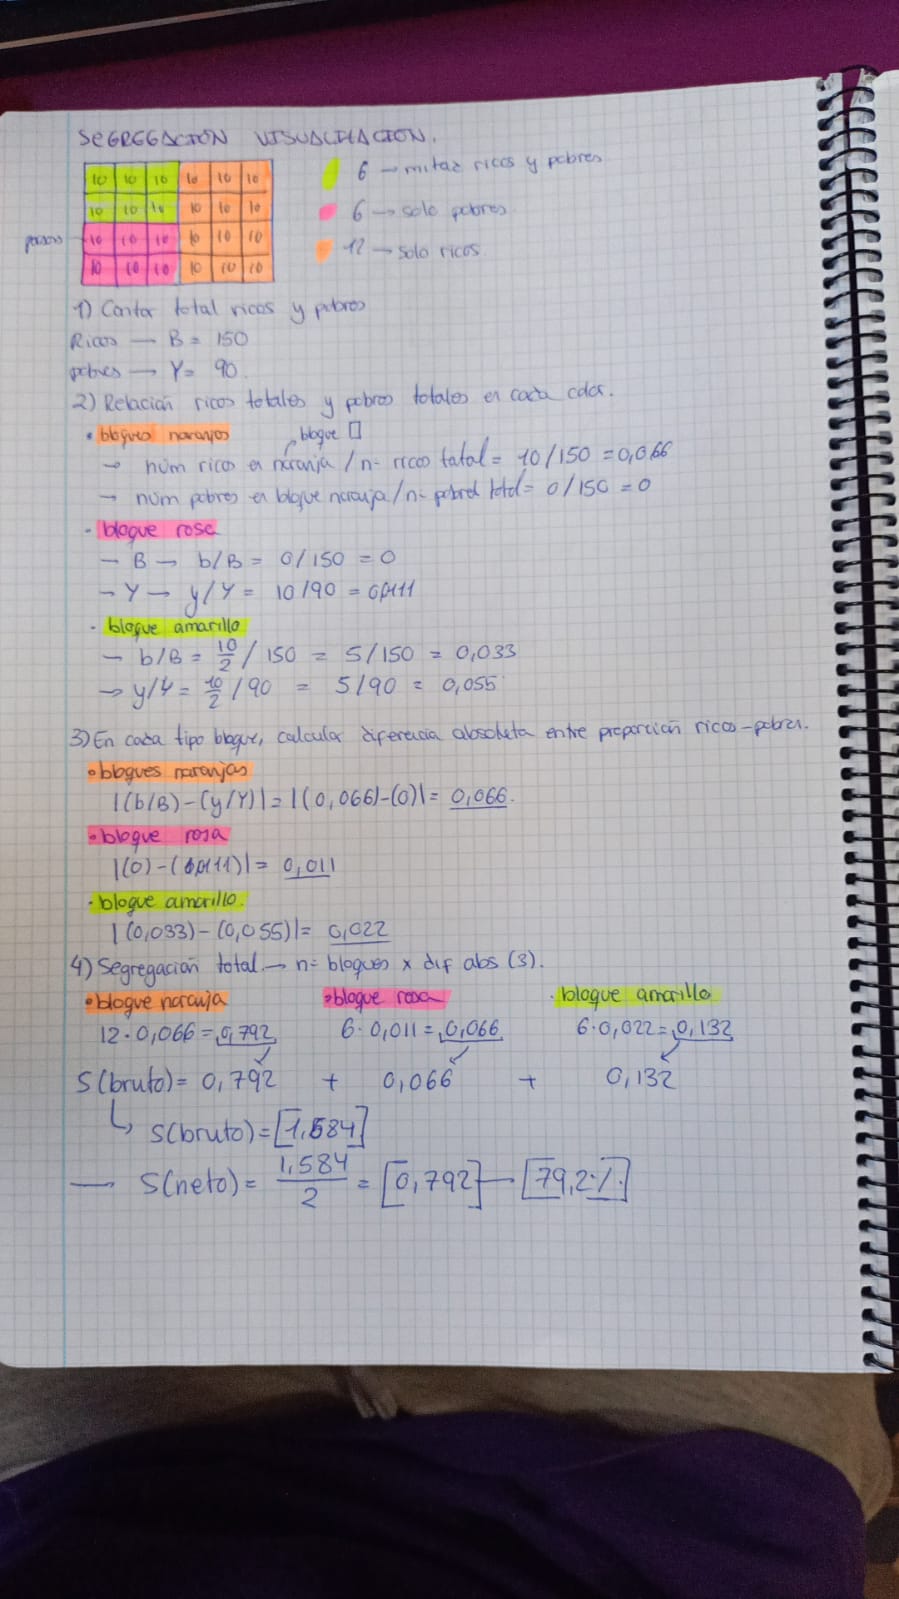 SEGREGACIÓN VISUALIZACIÓN.
10 10 10 10 10 10
10 10 10 10 10 10
10 10 10 10 10 10
10 10 10 10 10 10
personas
6 → mitaz ricos y pobres
6 → solo pobres
12 → solo ricos
1) Contar total ricos y pobres
Ricos → B = 150
pobres → Y = 90.
2) Relación ricos totales y pobres totales en cada color.
• bloques naranjos
bloque □
→ núm ricos en naranja / nº ricos total = 10/150 = 0,066
→ núm pobres en bloque naranja / nº pobres total = 0/150 = 0
· bloque rosa
→ B → b/B = 0/150 = 0
→ Y → y/Y = 10/90 = 0,0111
· bloque amarillo
→ b/B = 10/2 / 150 = 5/150 = 0,033
→ y/Y = 10/2 / 90 = 5/90 = 0,055
3) En cada tipo bloque, calcular diferencia absoluta entre proporción ricos-pobres.
• bloques naranjas
|(b/B)-(y/Y)| = |(0,066)-(0)| = 0,066.
• bloque rosa
|(0)-(0,0111)| = 0,011
· bloque amarillo.
|(0,033)-(0,055)| = 0,022
4) Segregación total → nº bloques x dif abs (3).
• bloque naranja • bloque rosa · bloque amarillo
12·0,066 = 0,792 6·0,011 = 0,066 6·0,022 = 0,132
S(bruto) = 0,792 + 0,066 + 0,132
S(bruto) = [1,584]
→ S(neto) = 1,584/2 = [0,792] → [79,2%]